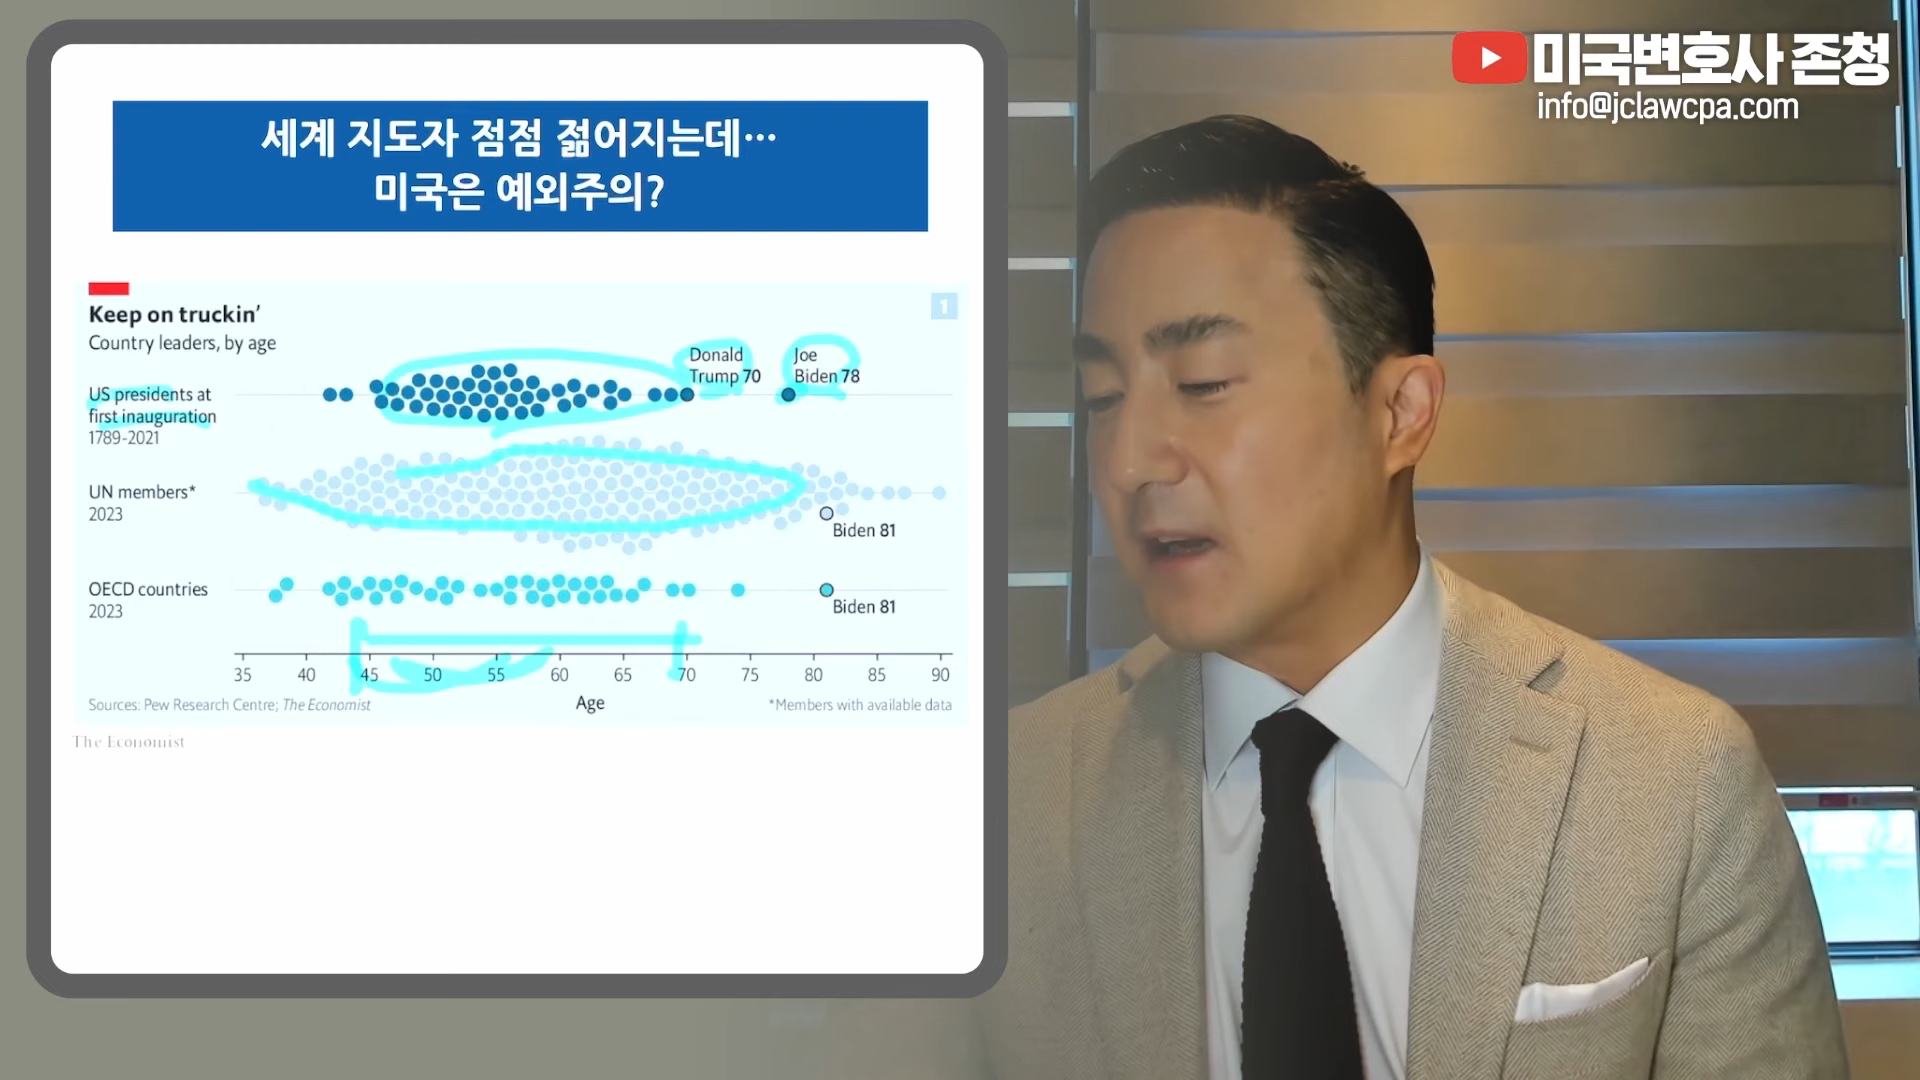 세계 지도자 점점 젊어지는데…
미국은 예외주의?
Keep on truckin’
1
Country leaders, by age
Donald
Trump 70
Joe
Biden 78
US presidents at
first inauguration
1789-2021
UN members*
2023
Biden 81
OECD countries
2023
Biden 81
35 40 45 50 55 60 65 70 75 80 85 90
Age
Sources: Pew Research Centre; The Economist
*Members with available data
The Economist
미국변호사 존청
info@jclawcpa.com